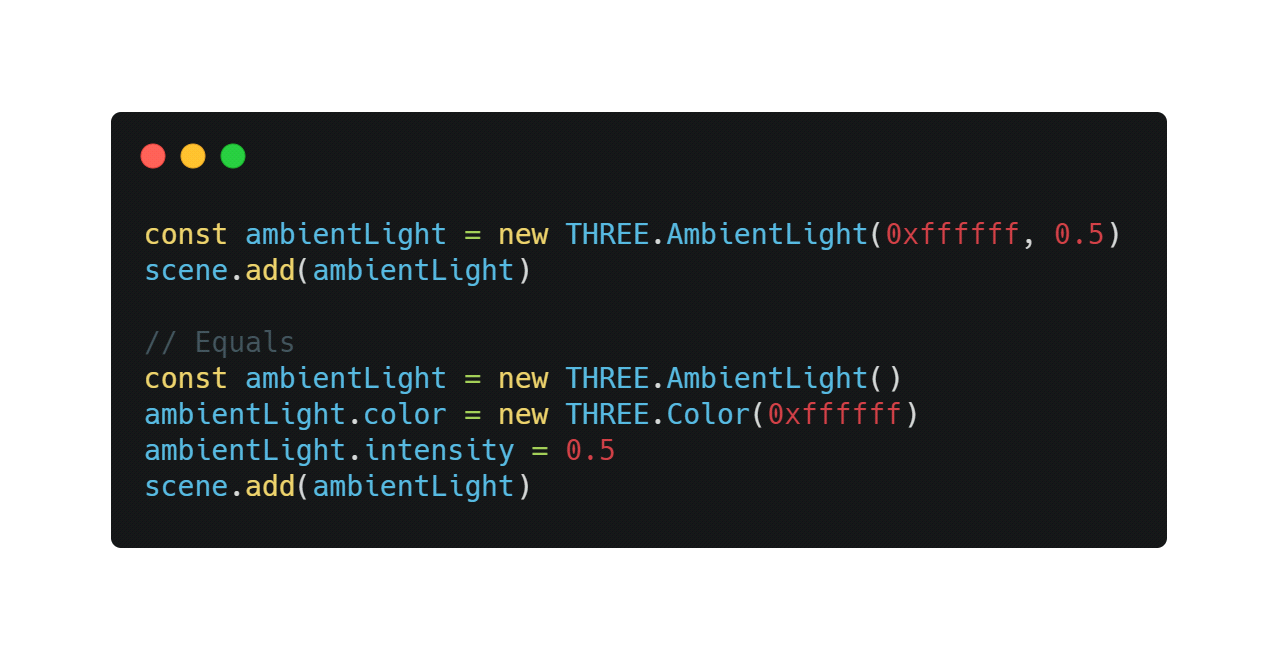 const ambientLight = new THREE.AmbientLight(0xffffff, 0.5)
scene.add(ambientLight)

// Equals
const ambientLight = new THREE.AmbientLight()
ambientLight.color = new THREE.Color(0xffffff)
ambientLight.intensity = 0.5
scene.add(ambientLight)